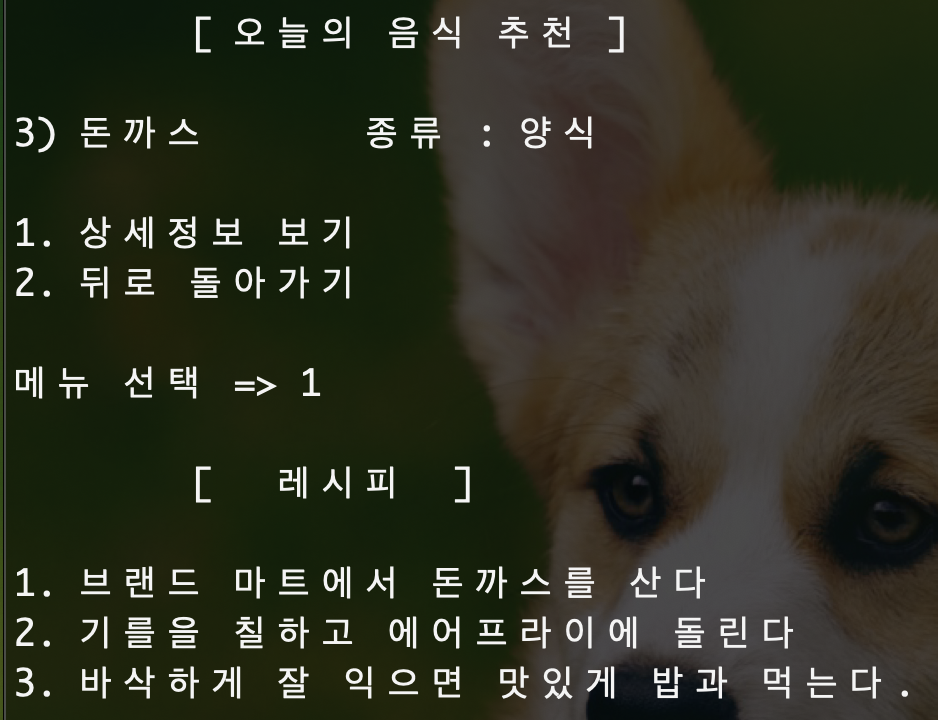 [ 오늘의 음식 추천 ]
3) 돈까스 종류 : 양식
1. 상세정보 보기
2. 뒤로 돌아가기
메뉴 선택 => 1
[ 레시피 ]
1. 브랜드 마트에서 돈까스를 산다
2. 기를을 칠하고 에어프라이에 돌린다
3. 바삭하게 잘 익으면 맛있게 밥과 먹는다.